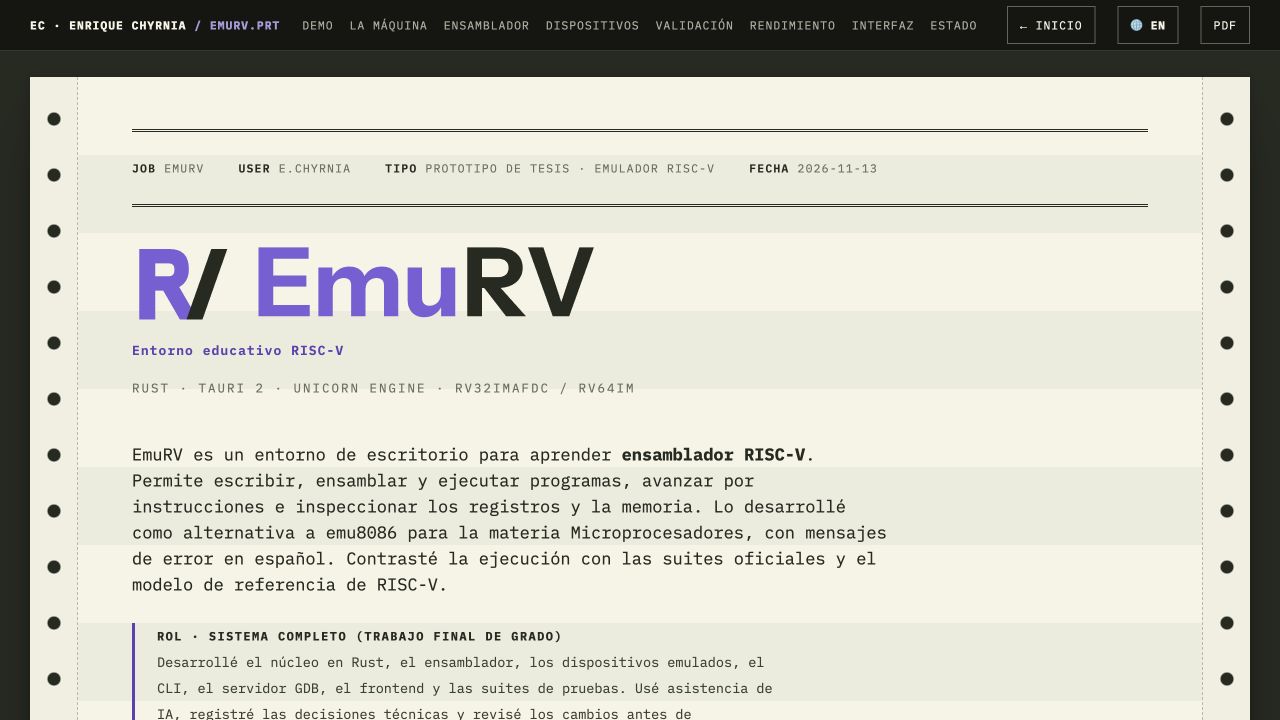 EC · ENRIQUE CHYRNIA / EMURV.PRT DEMO LA MÁQUINA ENSAMBLADOR DISPOSITIVOS VALIDACIÓN RENDIMIENTO INTERFAZ ESTADO ← INICIO 🌐 EN PDF
JOB EMURV USER E.CHYRNIA TIPO PROTOTIPO DE TESIS · EMULADOR RISC-V FECHA 2026-11-13
R/ EmuRV
Entorno educativo RISC-V
RUST · TAURI 2 · UNICORN ENGINE · RV32IMAFDC / RV64IM
EmuRV es un entorno de escritorio para aprender ensamblador RISC-V.
Permite escribir, ensamblar y ejecutar programas, avanzar por
instrucciones e inspeccionar los registros y la memoria. Lo desarrollé
como alternativa a emu8086 para la materia Microprocesadores, con mensajes
de error en español. Contrasté la ejecución con las suites oficiales y el
modelo de referencia de RISC-V.
ROL · SISTEMA COMPLETO (TRABAJO FINAL DE GRADO)
Desarrollé el núcleo en Rust, el ensamblador, los dispositivos emulados, el
CLI, el servidor GDB, el frontend y las suites de pruebas. Usé asistencia de
IA, registré las decisiones técnicas y revisé los cambios antes de